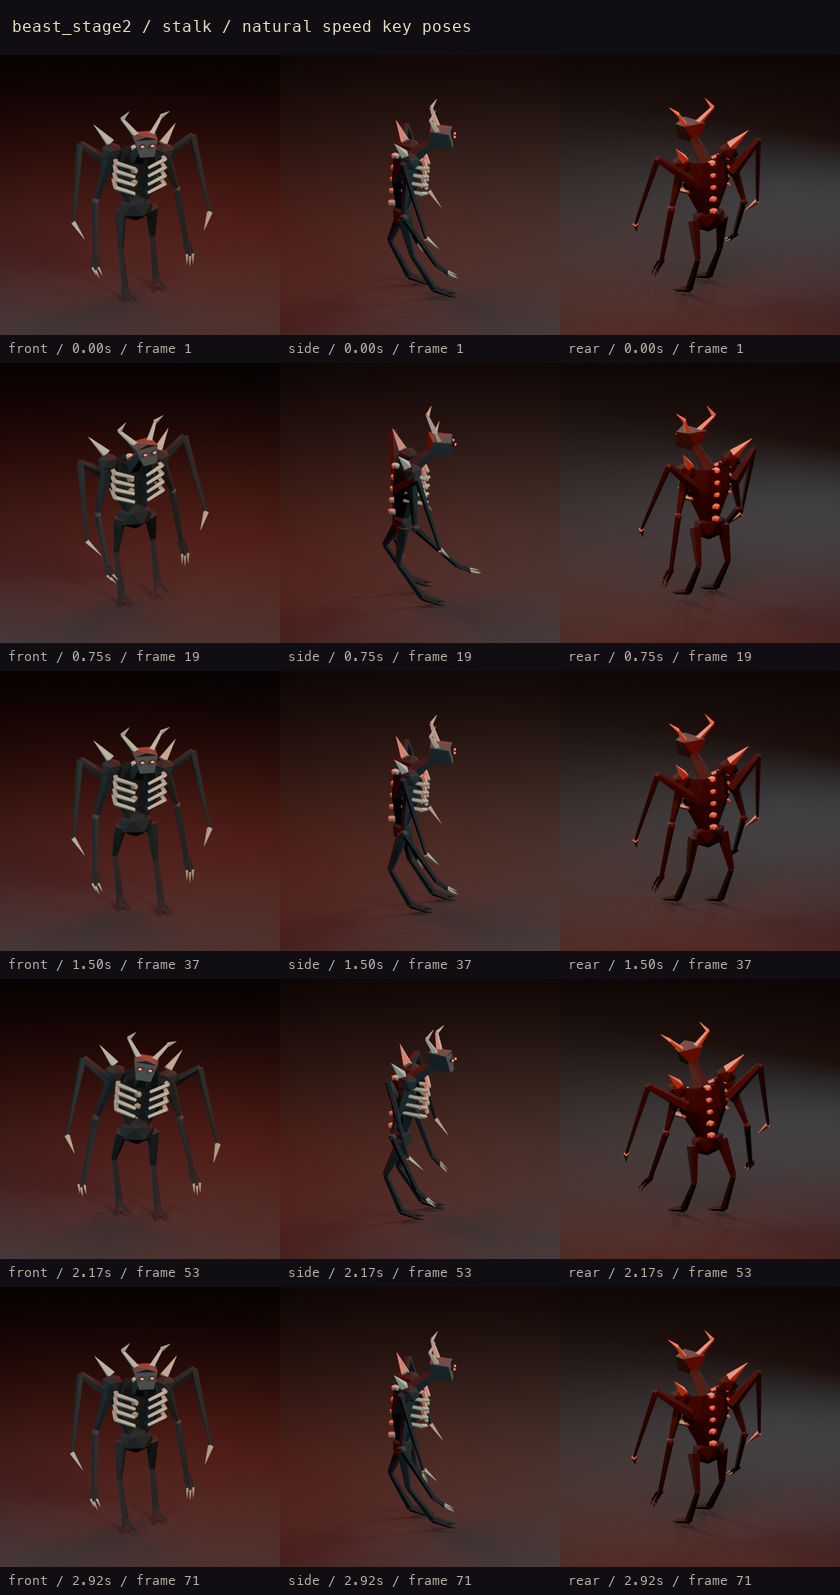 beast_stage2 / stalk / natural speed key poses
front / 0.00s / frame 1
side / 0.00s / frame 1
rear / 0.00s / frame 1
front / 0.75s / frame 19
side / 0.75s / frame 19
rear / 0.75s / frame 19
front / 1.50s / frame 37
side / 1.50s / frame 37
rear / 1.50s / frame 37
front / 2.17s / frame 53
side / 2.17s / frame 53
rear / 2.17s / frame 53
front / 2.92s / frame 71
side / 2.92s / frame 71
rear / 2.92s / frame 71